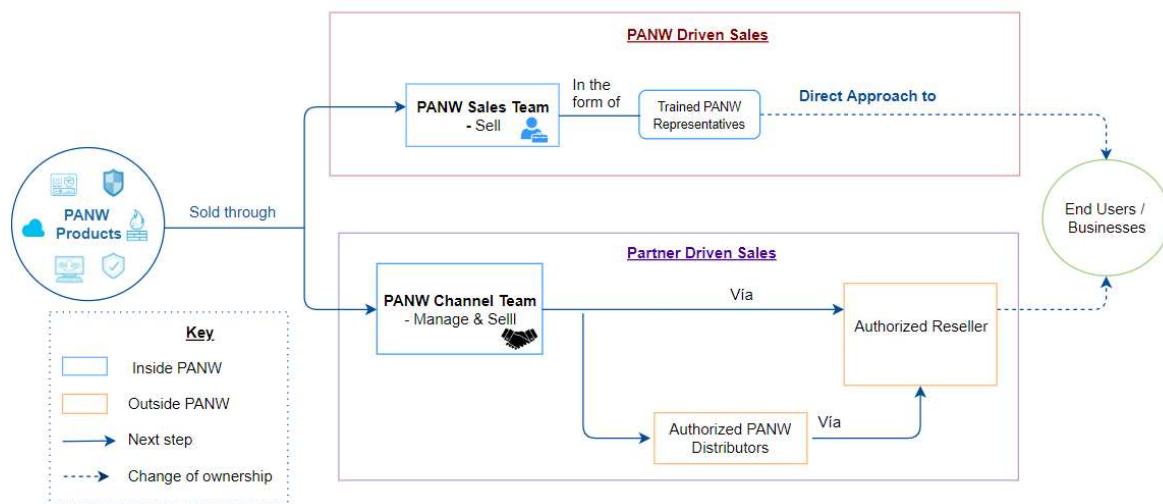 PANW Driven Sales
PANW Sales Team
- Sell
In the
form of
Trained PANW
Representatives
Direct Approach to
PANW
Products
Sold through
End Users /
Businesses
Partner Driven Sales
PANW Channel Team
- Manage & Selll
Vía
Authorized Reseller
Authorized PANW
Distributors
Vía
Key
Inside PANW
Outside PANW
Next step
Change of ownership